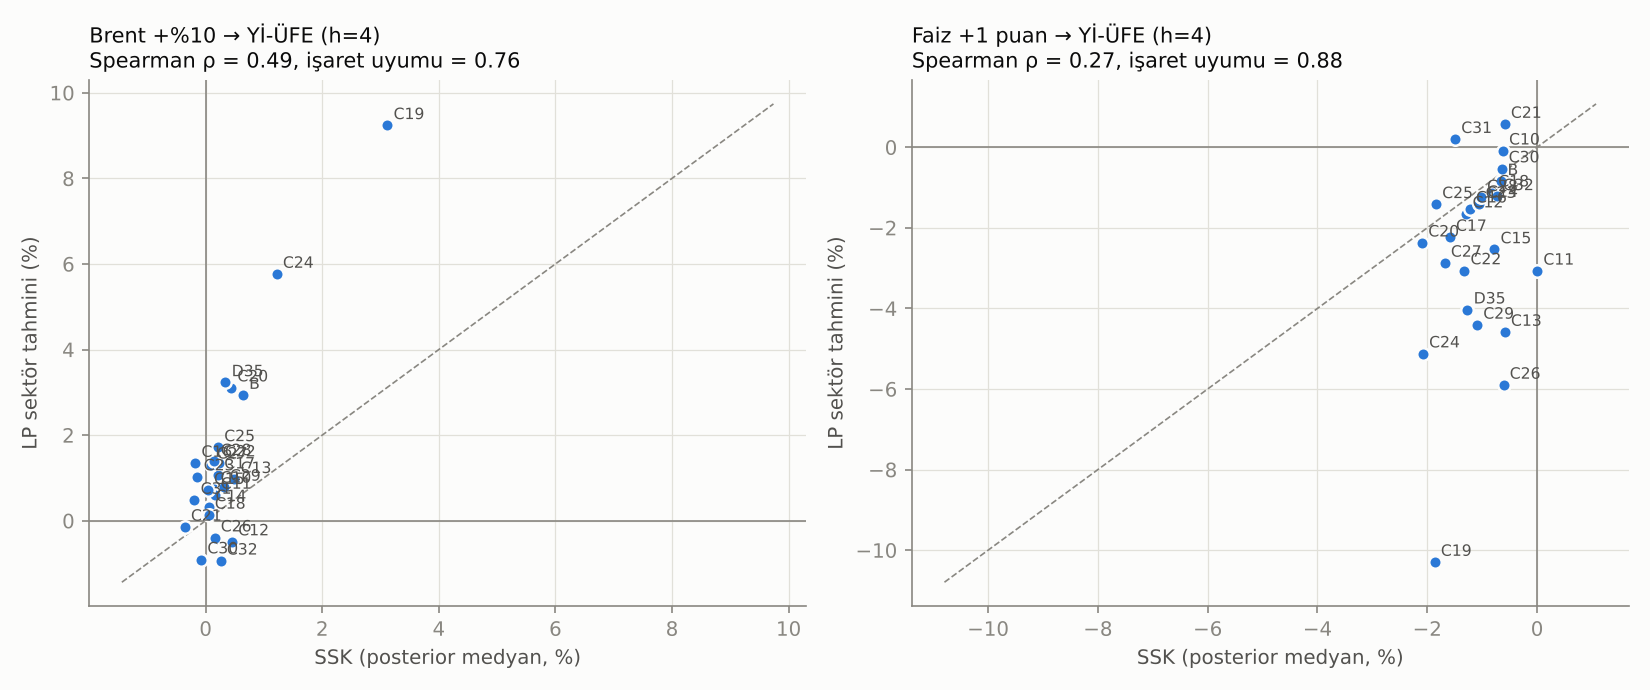 Brent +%10 → Yİ-ÜFE (h=4)
Spearman ρ = 0.49, işaret uyumu = 0.76
10
8
6
4
2
0
C19
C24
D35
C20
B
C25
C13
C11
C14
C18
C21
C26
C12
C32
0
2
4
6
8
10
LP sektör tahmini (%)
SSK (posterior medyan, %)
Faiz +1 puan → Yİ-ÜFE (h=4)
Spearman ρ = 0.27, işaret uyumu = 0.88
0
−2
−4
−6
−8
−10
C21
C31
C10
C30
B
C18
C32
C25
C12
C17
C20
C15
C27
C22
C11
D35
C29
C13
C24
C26
C19
−10
−8
−6
−4
−2
0
LP sektör tahmini (%)
SSK (posterior medyan, %)